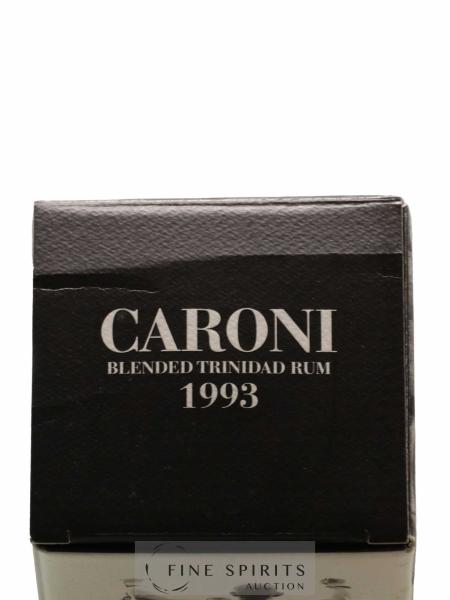 CARONI
BLENDED TRINIDAD RUM
1993
FINE SPIRITS
AUCTION